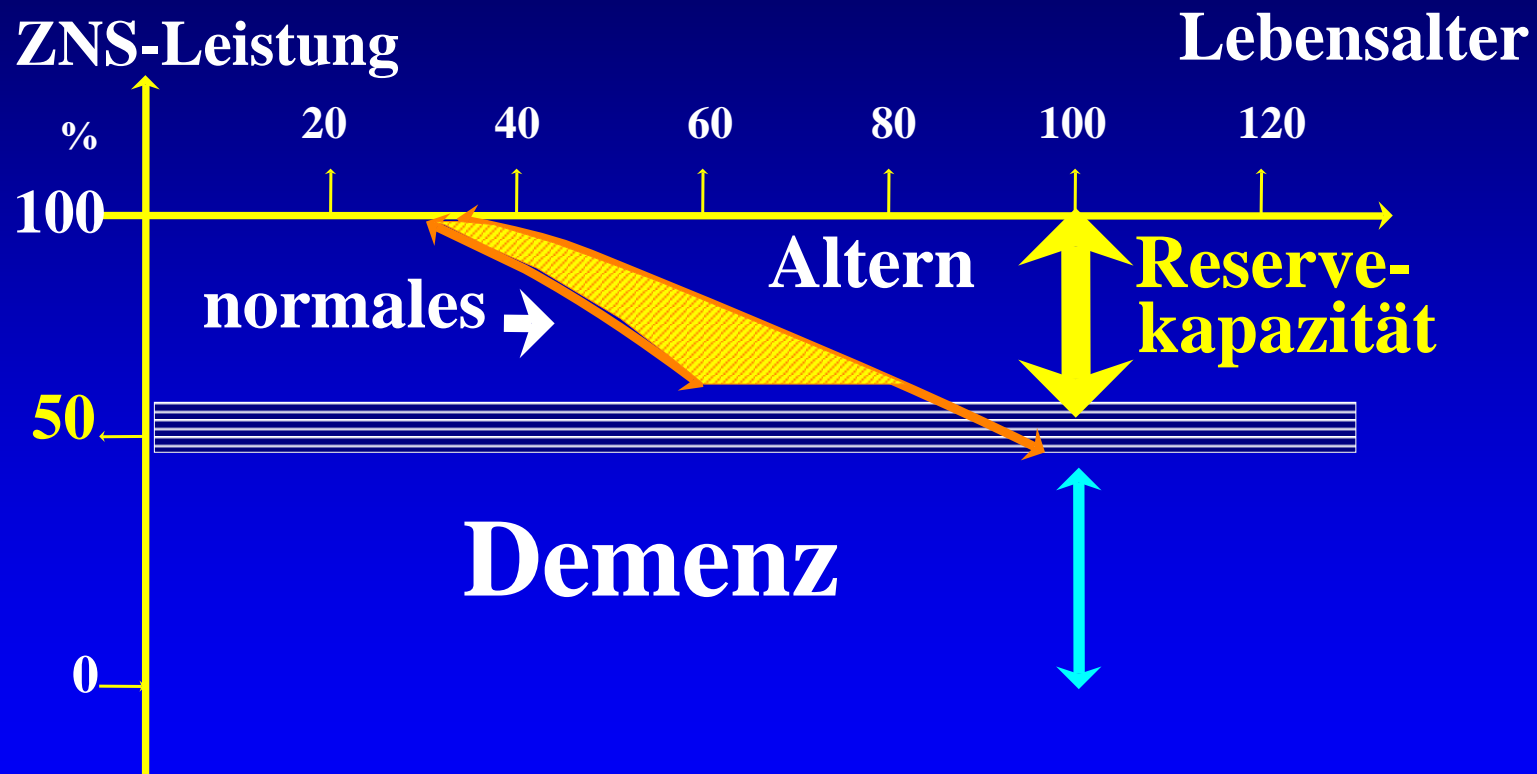 ZNS-Leistung
Lebensalter
% 20 40 60 80 100 120
100
normales
Altern
Reserve-
kapazität
50
Demenz
0